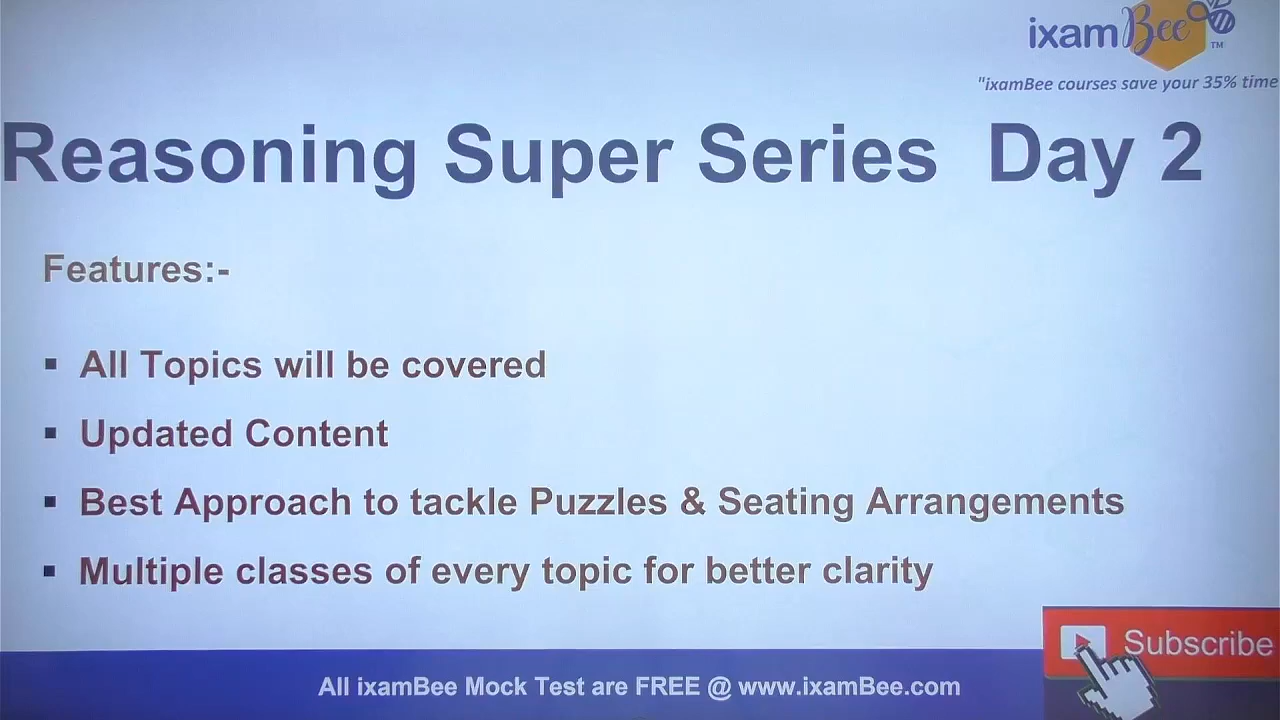 ixamBee
TM
"ixamBee courses save your 35% time
Reasoning Super Series Day 2
Features:-
▪ All Topics will be covered
▪ Updated Content
▪ Best Approach to tackle Puzzles & Seating Arrangements
▪ Multiple classes of every topic for better clarity
Subscribe
All ixamBee Mock Test are FREE @ www.ixamBee.com